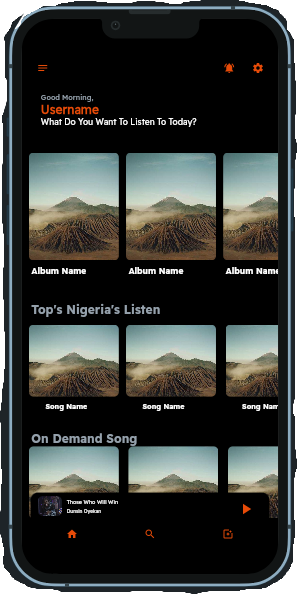 Good Morning,
Username
What Do You Want To Listen To Today?
Album Name
Album Name
Album Name
Top's Nigeria's Listen
Song Name
Song Name
Song Nam
On Demand Song
Those Who Will Win
Dunsin Oyekan